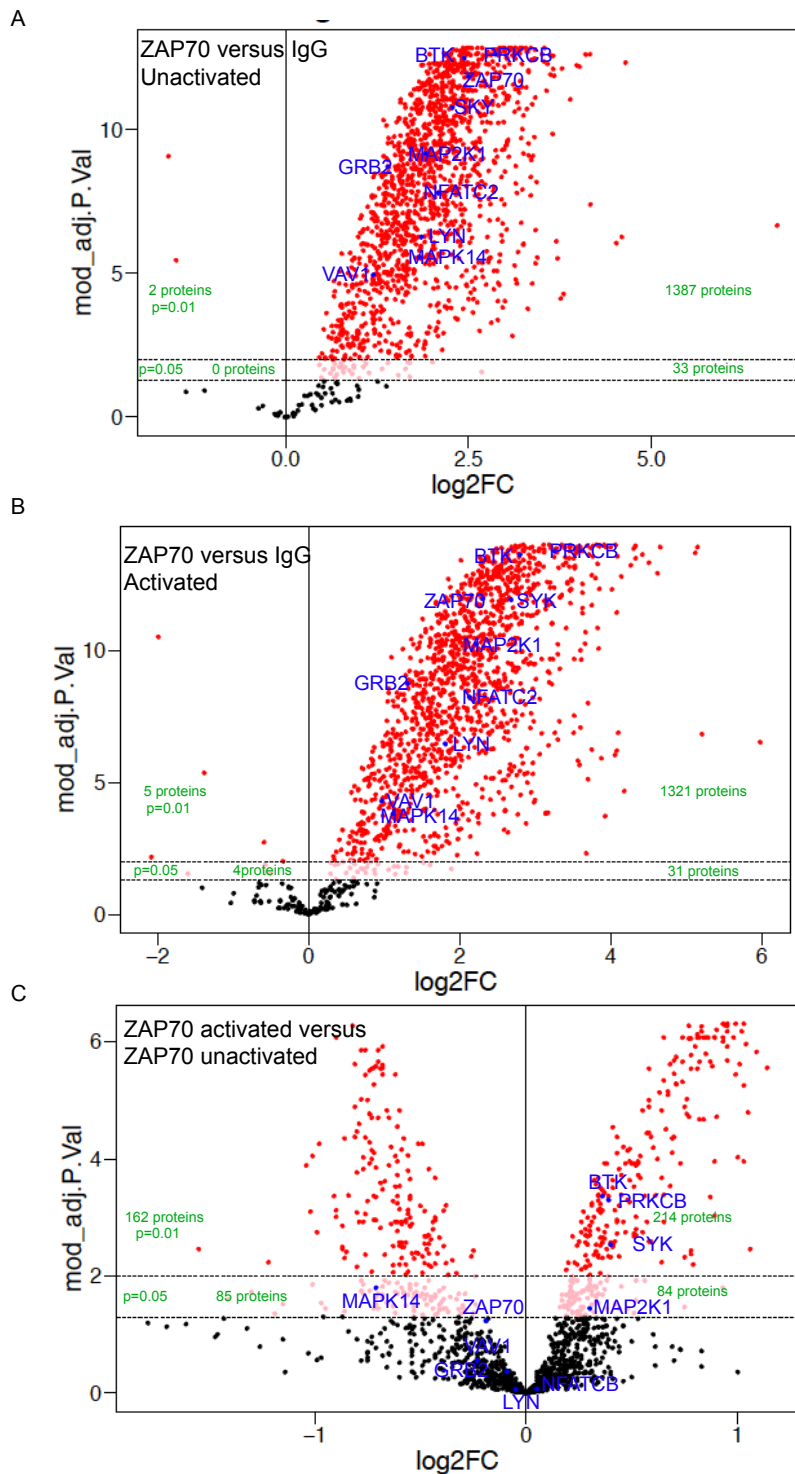 A
ZAP70 versus IgG
Unactivated
BTK
PRKCB
ZAP70
SKY
MAP2K1
GRB2
NFATC2
LYN
MAPK14
VAV1
2 proteins
p=0.01
1387 proteins
p=0.05
0 proteins
33 proteins
10
5
0
mod_adj.P.Val
0.0
2.5
5.0
log2FC
B
ZAP70 versus IgG
Activated
BTK
PRKCB
ZAP70
SYK
MAP2K1
GRB2
NFATC2
LYN
VAV1
MAPK14
5 proteins
p=0.01
1321 proteins
p=0.05
4proteins
31 proteins
10
5
0
mod_adj.P.Val
−2
0
2
4
6
log2FC
C
ZAP70 activated versus
ZAP70 unactivated
BTK
PRKCB
SYK
162 proteins
p=0.01
214 proteins
p=0.05
85 proteins
84 proteins
MAPK14
ZAP70
MAP2K1
VAV1
GRB2
NFATCB
LYN
6
4
2
0
mod_adj.P.Val
−1
0
1
log2FC